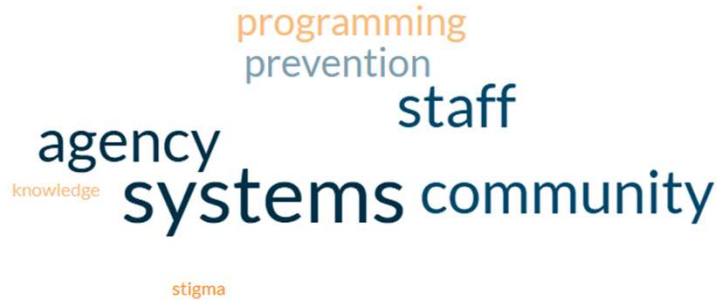 programming
prevention
staff
agency
knowledge systems community
stigma